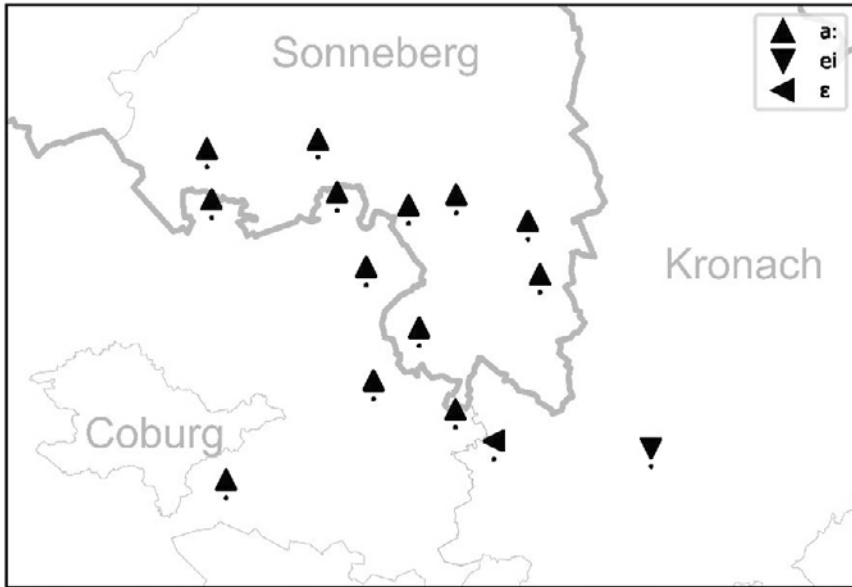 Sonneberg
a:
ei
ε
Kronach
Coburg